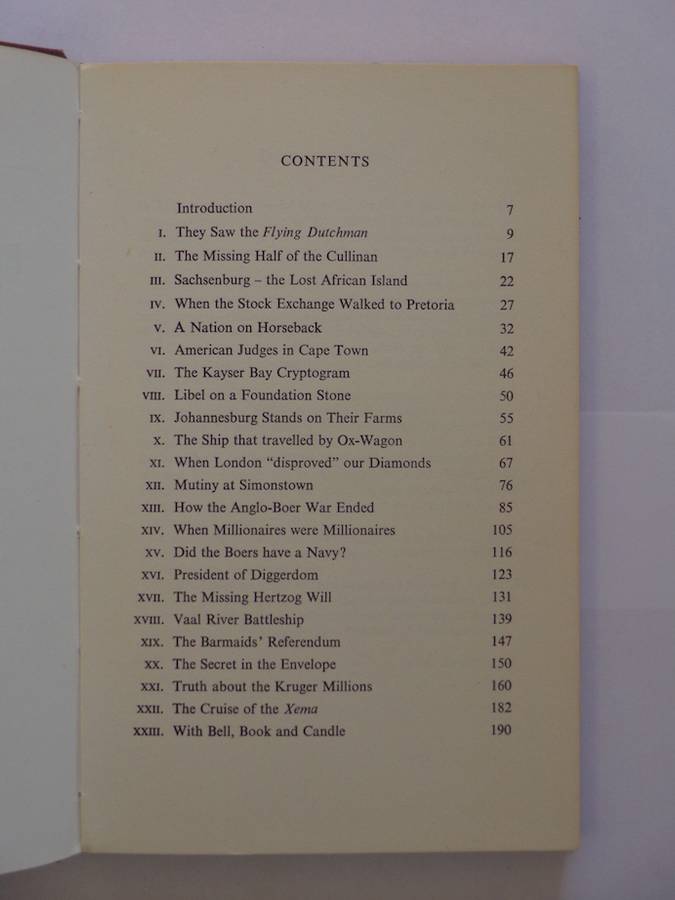 CONTENTS
Introduction 7
I. They Saw the Flying Dutchman 9
II. The Missing Half of the Cullinan 17
III. Sachsenburg – the Lost African Island 22
IV. When the Stock Exchange Walked to Pretoria 27
V. A Nation on Horseback 32
VI. American Judges in Cape Town 42
VII. The Kayser Bay Cryptogram 46
VIII. Libel on a Foundation Stone 50
IX. Johannesburg Stands on Their Farms 55
X. The Ship that travelled by Ox-Wagon 61
XI. When London "disproved" our Diamonds 67
XII. Mutiny at Simonstown 76
XIII. How the Anglo-Boer War Ended 85
XIV. When Millionaires were Millionaires 105
XV. Did the Boers have a Navy? 116
XVI. President of Diggerdom 123
XVII. The Missing Hertzog Will 131
XVIII. Vaal River Battleship 139
XIX. The Barmaids' Referendum 147
XX. The Secret in the Envelope 150
XXI. Truth about the Kruger Millions 160
XXII. The Cruise of the Xema 182
XXIII. With Bell, Book and Candle 190